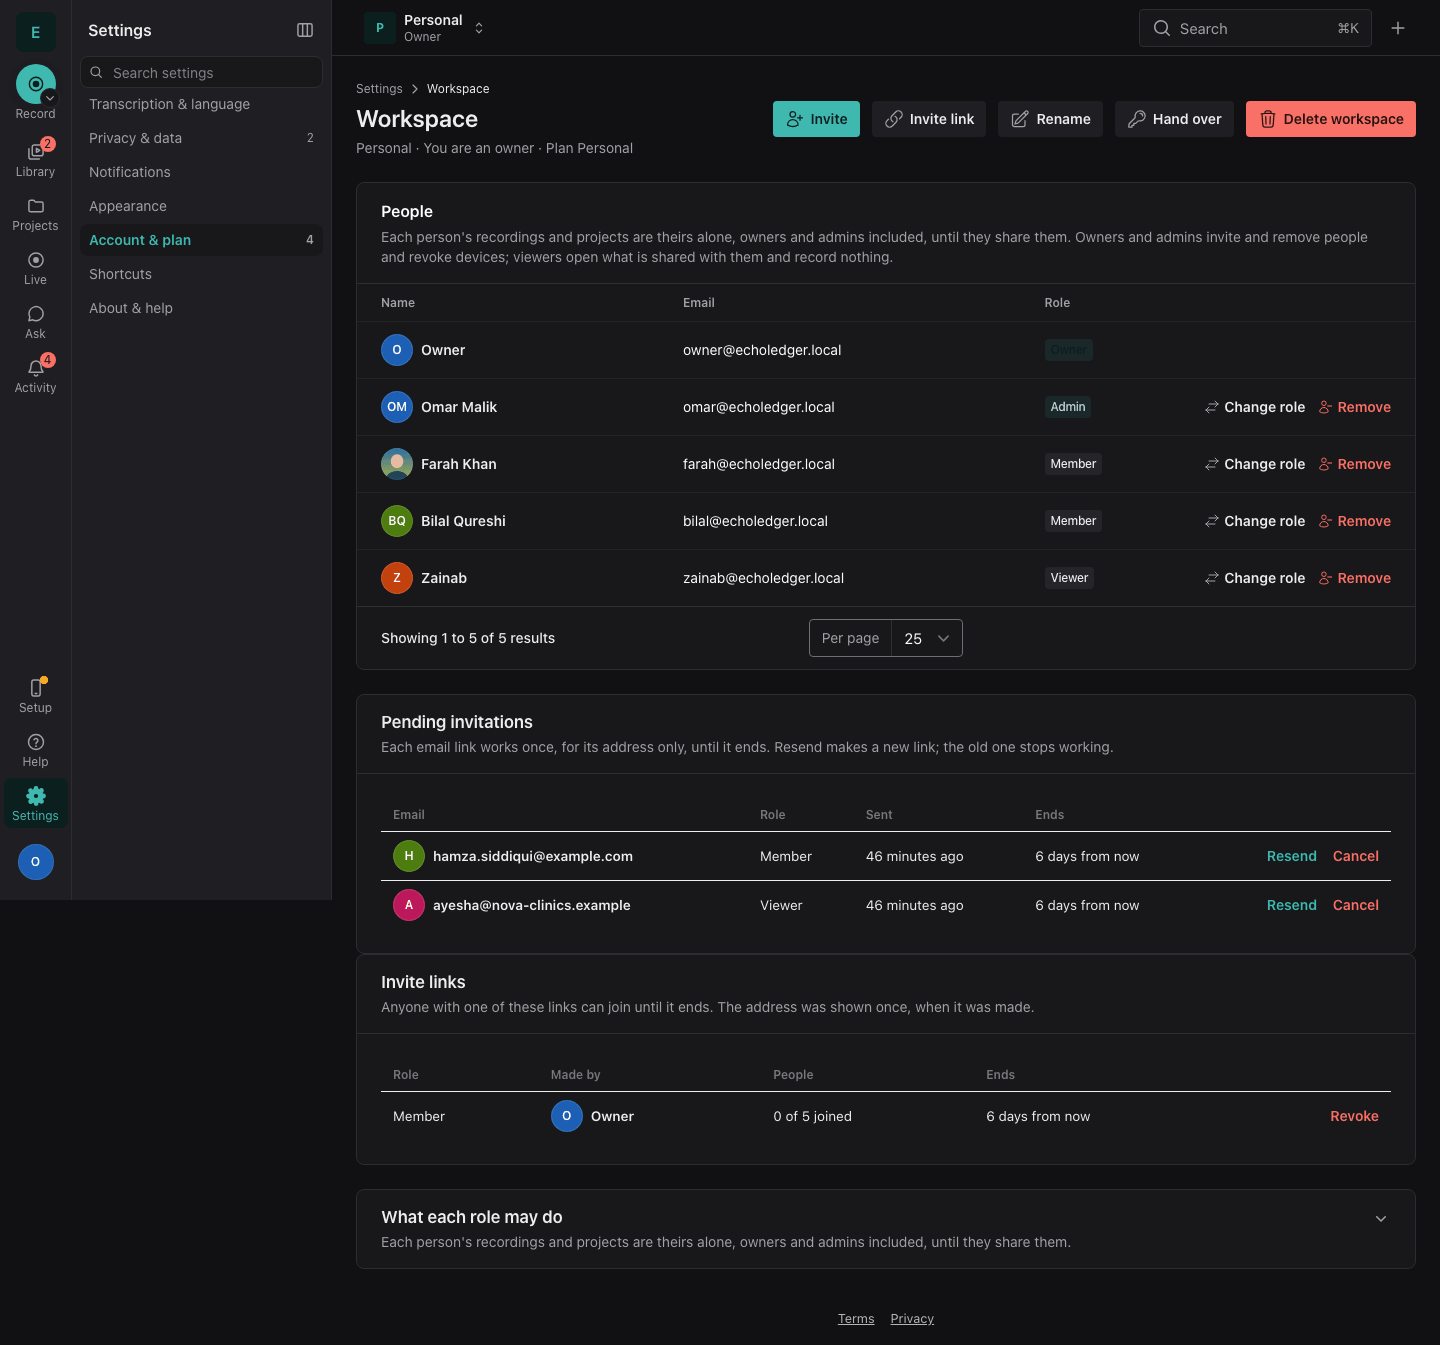 E
Settings
Search settings
Record
Library
2
Projects
Live
Ask
Activity
4
Setup
Help
Settings
O
Transcription & language
Privacy & data 2
Notifications
Appearance
Account & plan 4
Shortcuts
About & help
P
Personal
Owner
Search ⌘K
Settings > Workspace
Workspace
Personal · You are an owner · Plan Personal
Invite
Invite link
Rename
Hand over
Delete workspace
People
Each person's recordings and projects are theirs alone, owners and admins included, until they share them. Owners and admins invite and remove people
and revoke devices; viewers open what is shared with them and record nothing.
Name Email Role
O Owner owner@echoledger.local Owner
OM Omar Malik omar@echoledger.local Admin Change role Remove
Farah Khan farah@echoledger.local Member Change role Remove
BQ Bilal Qureshi bilal@echoledger.local Member Change role Remove
Z Zainab zainab@echoledger.local Viewer Change role Remove
Showing 1 to 5 of 5 results Per page 25
Pending invitations
Each email link works once, for its address only, until it ends. Resend makes a new link; the old one stops working.
Email Role Sent Ends
H hamza.siddiqui@example.com Member 46 minutes ago 6 days from now Resend Cancel
A ayesha@nova-clinics.example Viewer 46 minutes ago 6 days from now Resend Cancel
Invite links
Anyone with one of these links can join until it ends. The address was shown once, when it was made.
Role Made by People Ends
Member O Owner 0 of 5 joined 6 days from now Revoke
What each role may do
Each person's recordings and projects are theirs alone, owners and admins included, until they share them.
Terms Privacy